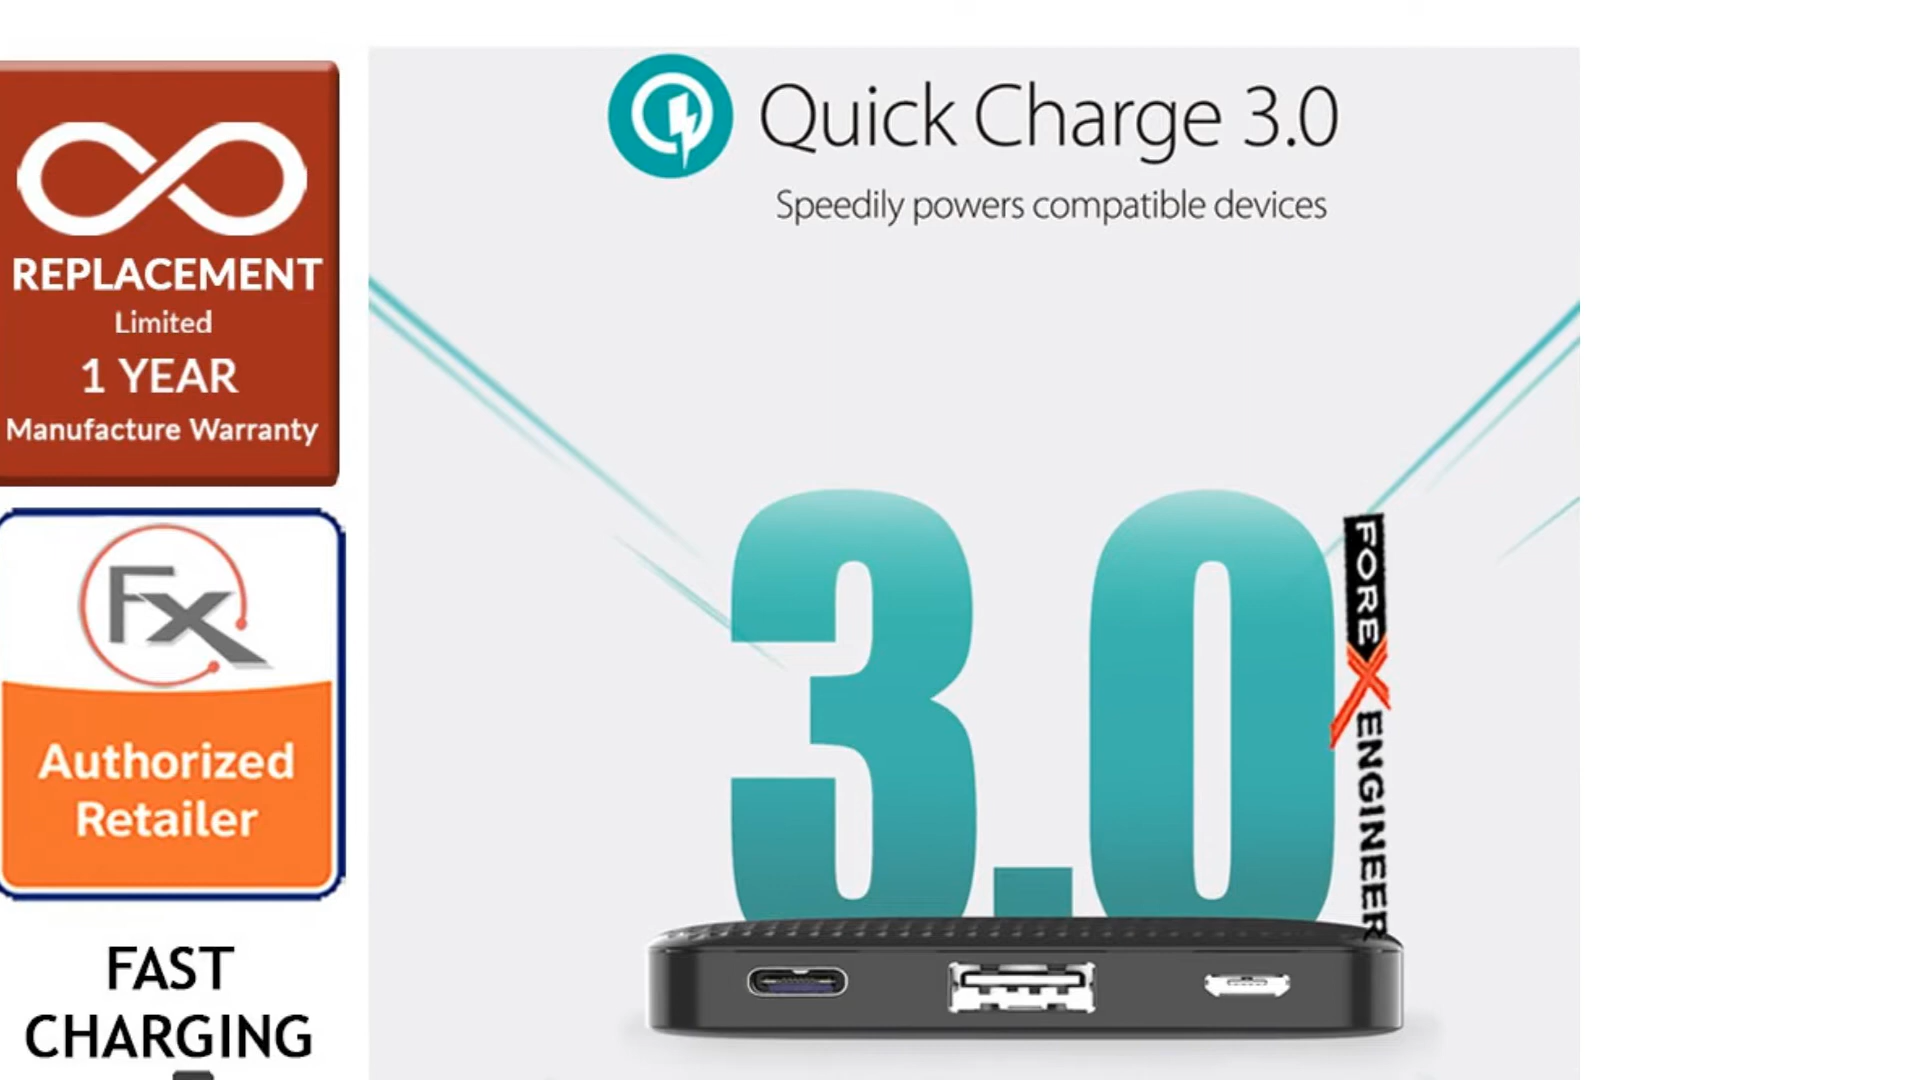 REPLACEMENT
Limited
1 YEAR
Manufacture Warranty
FX
Authorized
Retailer
FAST
CHARGING
Quick Charge 3.0
Speedily powers compatible devices
3.0
FOREX ENGINEER